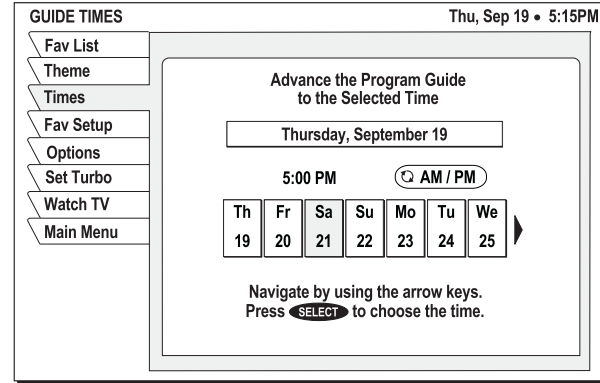 GUIDE TIMES
Thu, Sep 19 • 5:15PM
Fav List
Theme
Times
Fav Setup
Options
Set Turbo
Watch TV
Main Menu
Advance the Program Guide
to the Selected Time
Thursday, September 19
5:00 PM
AM / PM
Th Fr Sa Su Mo Tu We
19 20 21 22 23 24 25
Navigate by using the arrow keys.
Press SELECT to choose the time.